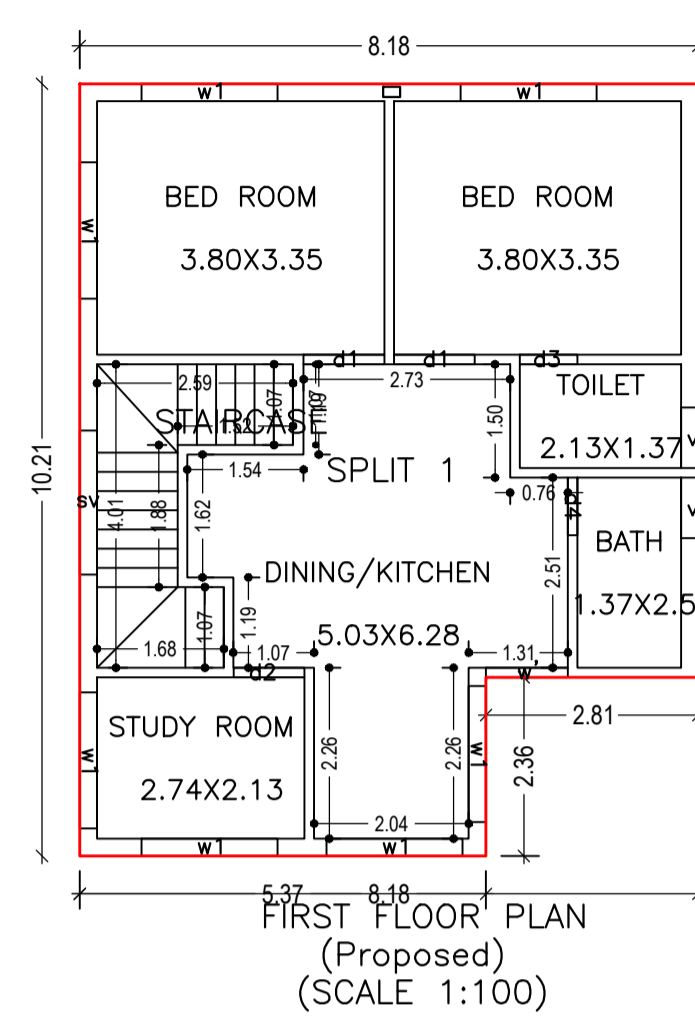 8.18
w1
w1
BED ROOM
BED ROOM
3.80X3.35
3.80X3.35
w1
d1
d1
d3
2.59
1.07
2.73
TOILET
STAIRCASE
1.52
1.50
2.13X1.37
10.21
1.54
SPLIT 1
0.76
d4
sv
4.01
1.88
1.62
BATH
DINING/KITCHEN
2.51
1.19
1.07
5.03X6.28
1.68
1.07
1.31
d2
w
STUDY ROOM
2.74X2.13
w1
2.26
2.26
w1
2.81
2.36
2.04
w1
w1
5.37
8.18
FIRST FLOOR PLAN
(Proposed)
(SCALE 1:100)